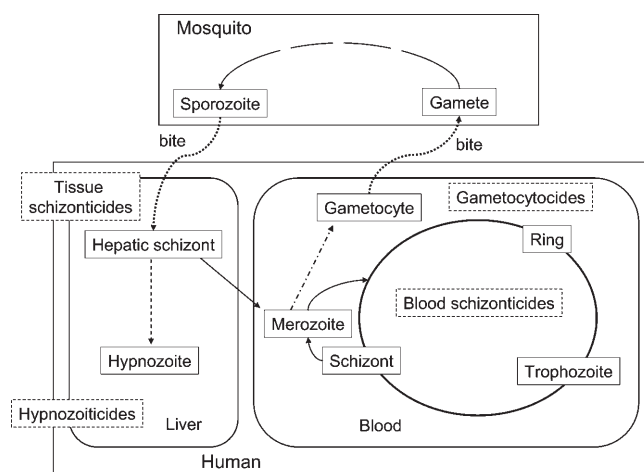 Mosquito
Sporozoite
Gamete
bite
bite
Tissue
schizonticides
Gametocyte
Gametocytocides
Hepatic schizont
Ring
Blood schizonticides
Merozoite
Hypnozoite
Schizont
Trophozoite
Hypnozoiticides
Liver
Blood
Human